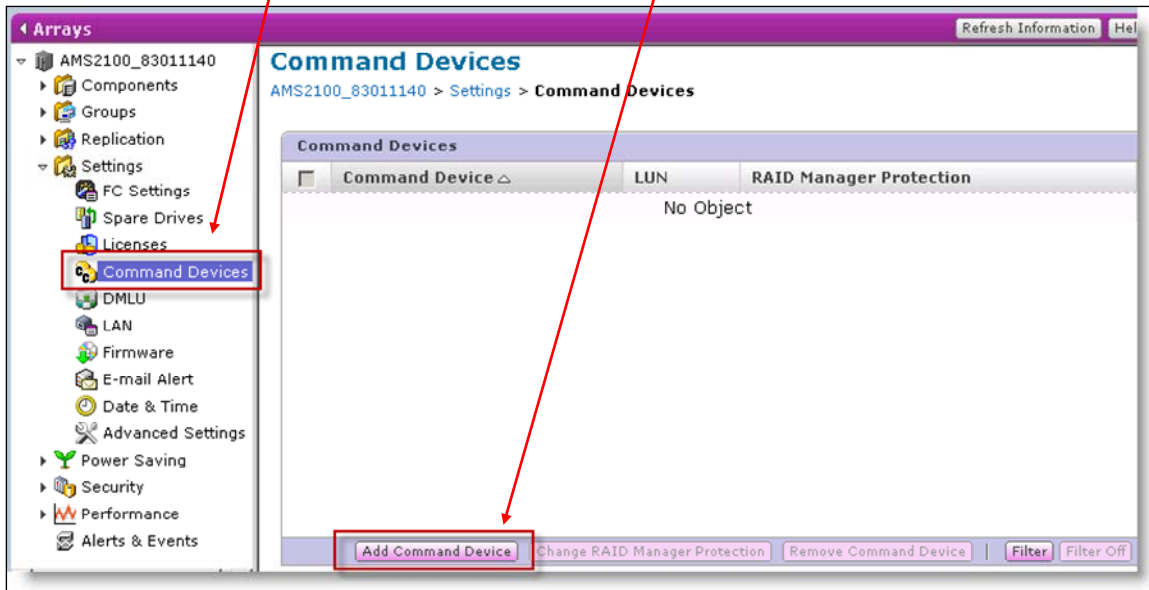 Arrays
Refresh Information
AMS2100_83011140
Components
Groups
Replication
Settings
FC Settings
Spare Drives
Licenses
Command Devices
DMLU
LAN
Firmware
E-mail Alert
Date & Time
Advanced Settings
Power Saving
Security
Performance
Alerts & Events
Command Devices
AMS2100_83011140 > Settings > Command Devices
Command Devices
Command Device LUN RAID Manager Protection
No Object
Add Command Device Change RAID Manager Protection Remove Command Device | Filter Filter Off